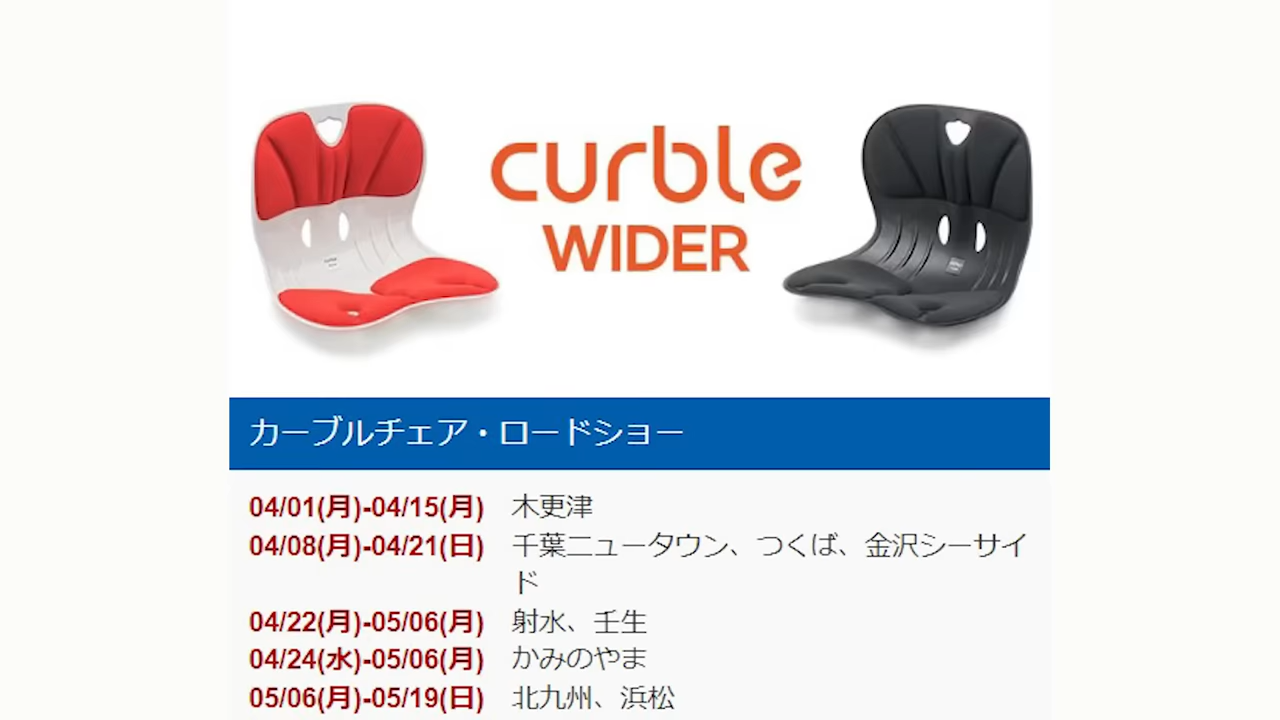 curble
WIDER
カーブルチェア・ロードショー
04/01(月)-04/15(月) 木更津
04/08(月)-04/21(日) 千葉ニュータウン、つくば、金沢シーサイ
ド
04/22(月)-05/06(月) 射水、壬生
04/24(水)-05/06(月) かみのやま
05/06(月)-05/19(日) 北九州、浜松